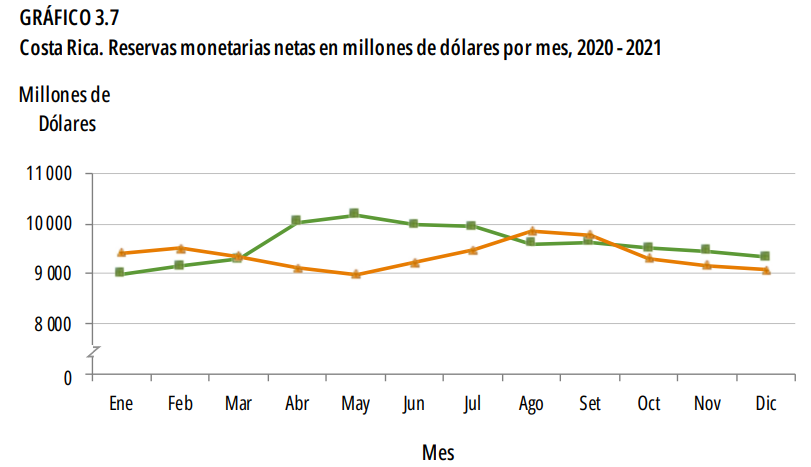 GRÁFICO 3.7
Costa Rica. Reservas monetarias netas en millones de dólares por mes, 2020 - 2021
Millones de
Dólares
11 000
10 000
9 000
8 000
0
Ene Feb Mar Abr May Jun Jul Ago Set Oct Nov Dic
Mes